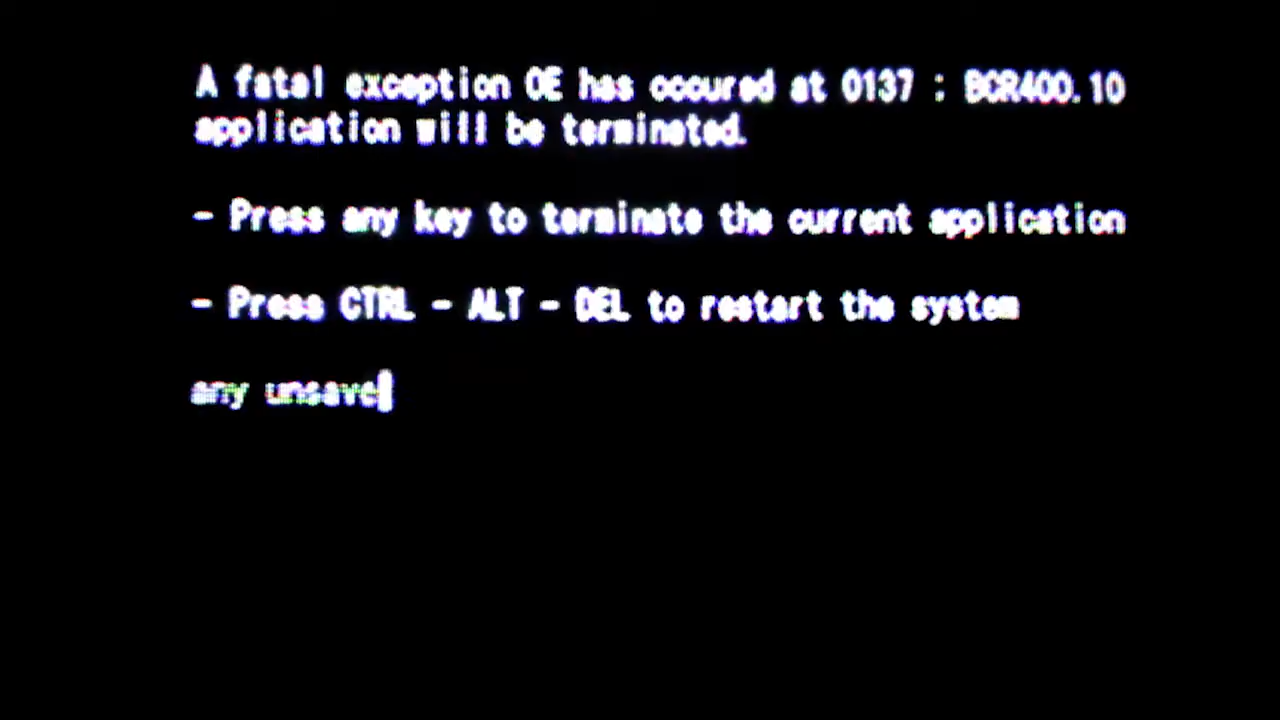 A fatal exception OE has occured at 0137 : BCR400.10
application will be terminated.
- Press any key to terminate the current application
- Press CTRL - ALT - DEL to restart the system
any unsave